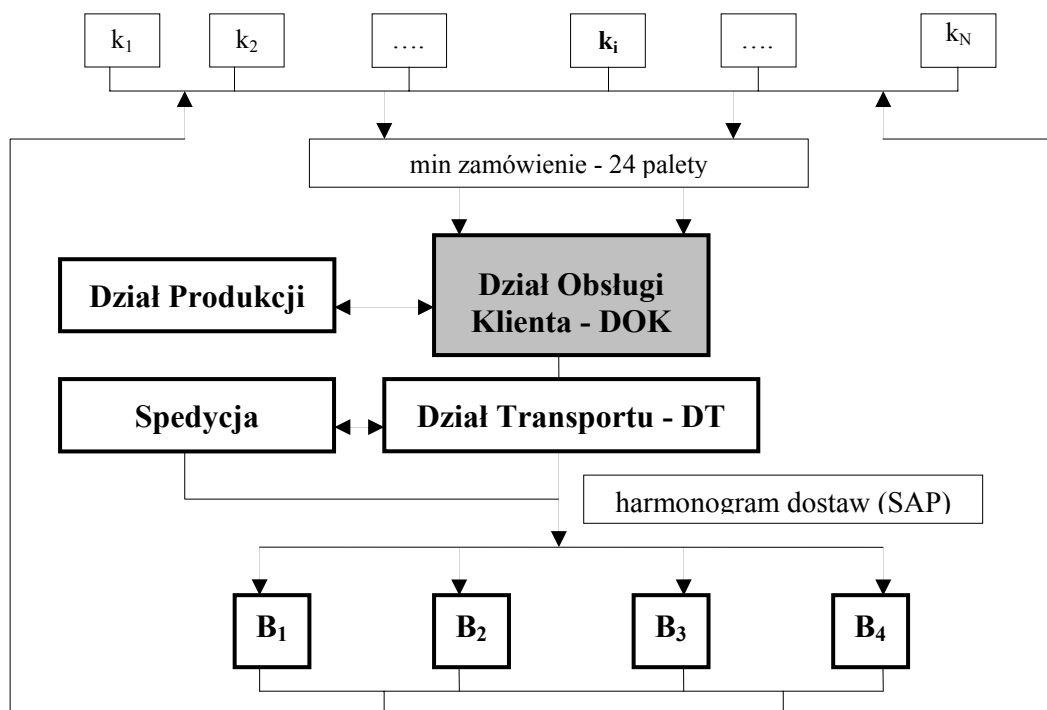 k₁ k₂ …. kᵢ …. k_N
min zamówienie - 24 palety
Dział Produkcji
Dział Obsługi
Klienta - DOK
Spedycja
Dział Transportu - DT
harmonogram dostaw (SAP)
B₁ B₂ B₃ B₄